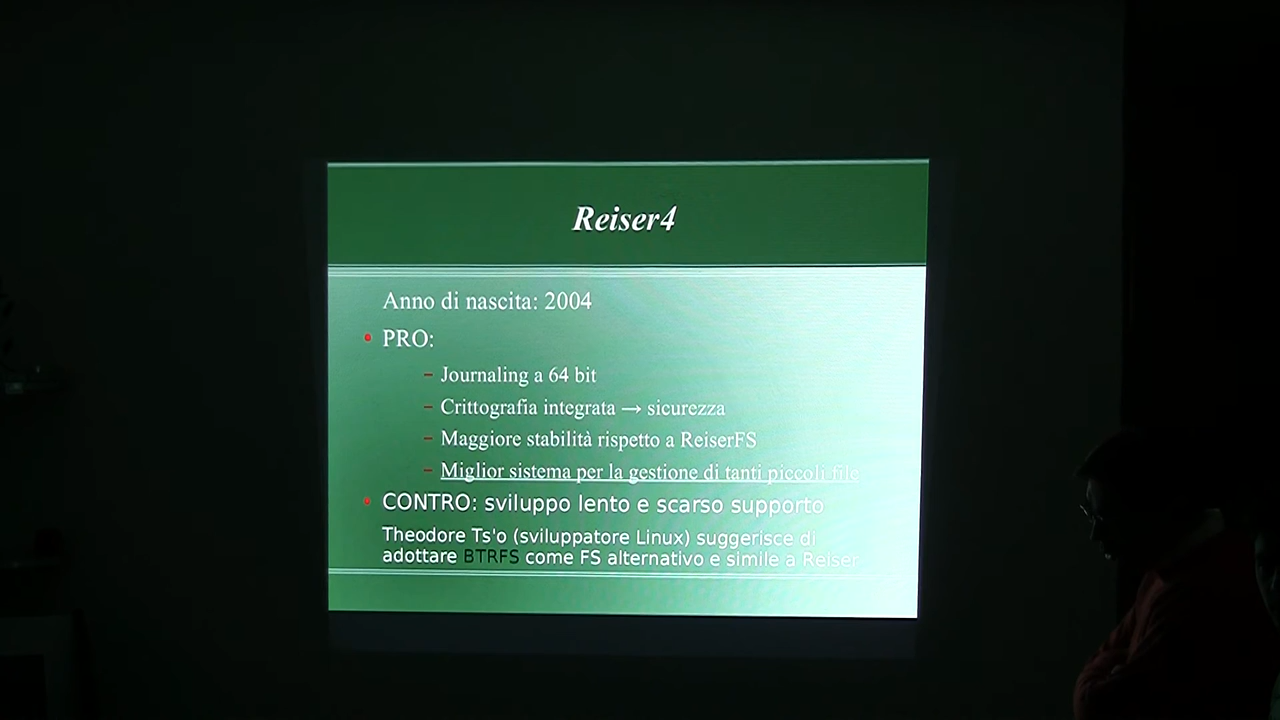 Reiser4
Anno di nascita: 2004
• PRO:
– Journaling a 64 bit
– Crittografia integrata → sicurezza
– Maggiore stabilità rispetto a ReiserFS
– Miglior sistema per la gestione di tanti piccoli file
• CONTRO: sviluppo lento e scarso supporto
Theodore Ts'o (sviluppatore Linux) suggerisce di
adottare BTRFS come FS alternativo e simile a Reiser